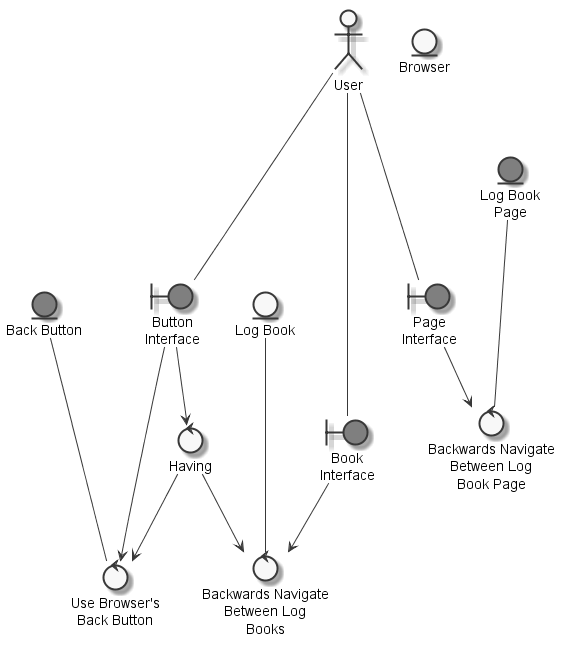 User
Browser
Log Book
Page
Back Button
Button
Interface
Log Book
Page
Interface
Having
Book
Interface
Backwards Navigate
Between Log
Book Page
Use Browser's
Back Button
Backwards Navigate
Between Log
Books